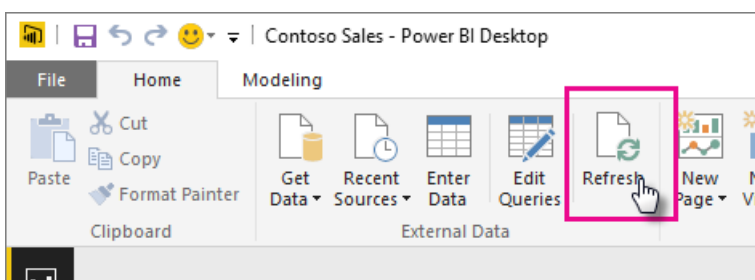 Contoso Sales - Power BI Desktop
File Home Modeling
Paste
Cut
Copy
Format Painter
Clipboard
Get Data
Recent Sources
Enter Data
Edit Queries
Refresh
External Data
New Page